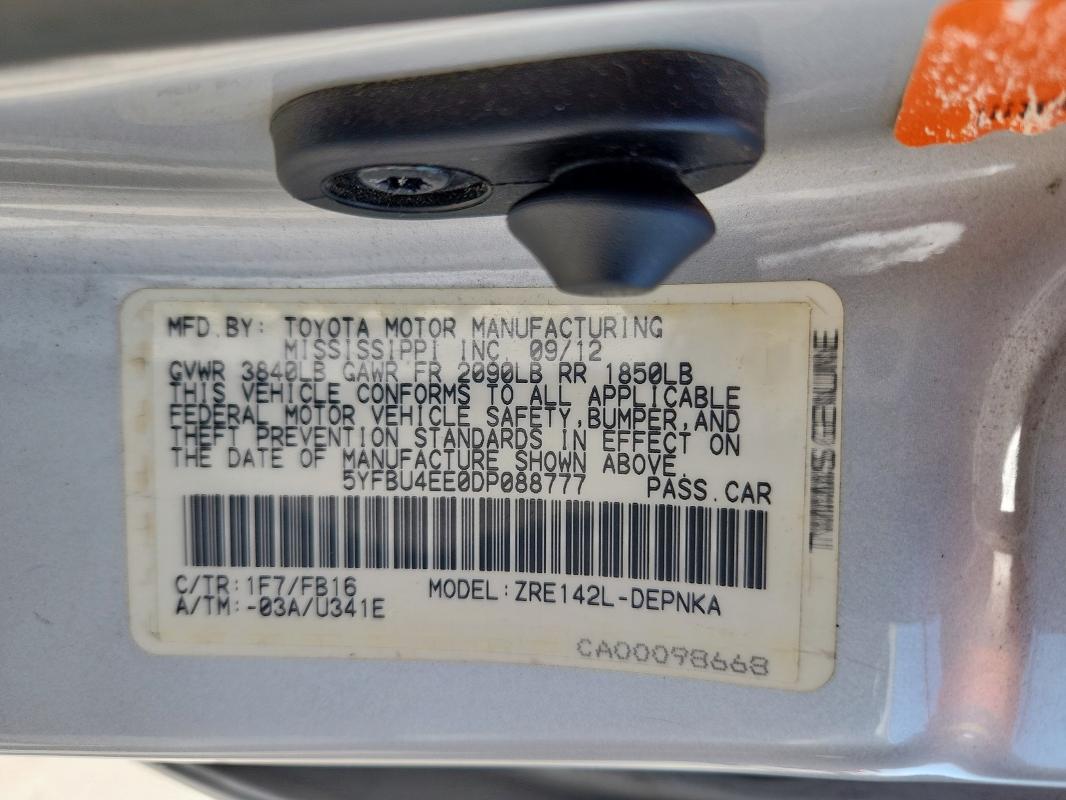 MFD.BY: TOYOTA MOTOR MANUFACTURING
MISSISSIPPI INC. 09/12
GVWR 3840LB GAWR FR 2090LB RR 1850LB
THIS VEHICLE CONFORMS TO ALL APPLICABLE
FEDERAL MOTOR VEHICLE SAFETY,BUMPER,AND
THEFT PREVENTION STANDARDS IN EFFECT ON
THE DATE OF MANUFACTURE SHOWN ABOVE.
5YFBU4EE0DP088777 PASS.CAR
C/TR:1F7/FB16 MODEL:ZRE142L-DEPNKA
A/TM:-03A/U341E
CA00098668